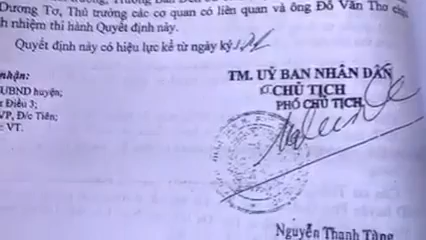 Dương Tơ, Thủ trưởng các cơ quan có liên quan và ông Đỗ Văn Thơ
h nhiệm thi hành Quyết định này.
Quyết định này có hiệu lực kể từ ngày ký./.
nhận:
UBND huyện;
Điều 3;
VP, Đ/c Tiên;
VT.
TM. UỶ BAN NHÂN DÂN
KT. CHỦ TỊCH
PHÓ CHỦ TỊCH
Nguyễn Thanh Tùng